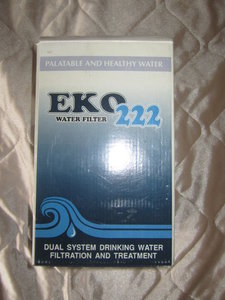 PALATABLE AND HEALTHY WATER
EKO
WATER FILTER 222
DUAL SYSTEM DRINKING WATER
FILTRATION AND TREATMENT